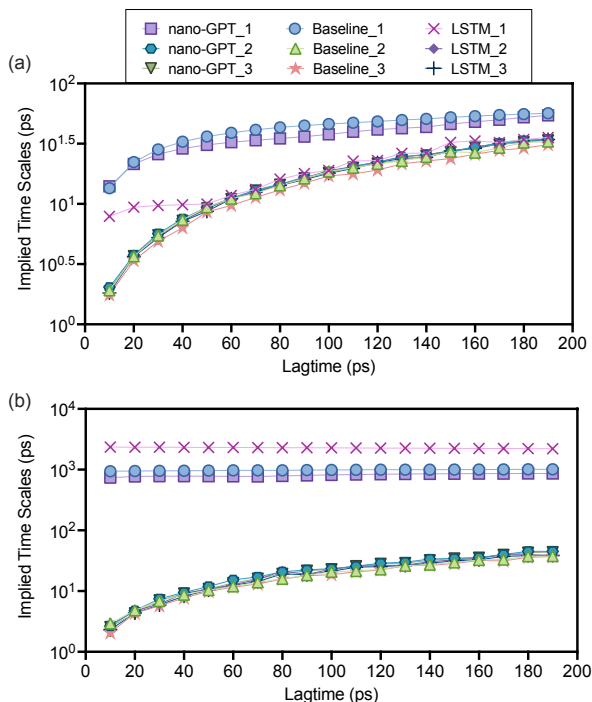 nano-GPT_1 Baseline_1 LSTM_1
nano-GPT_2 Baseline_2 LSTM_2
nano-GPT_3 Baseline_3 LSTM_3
(a)
Implied Time Scales (ps)
10^2
10^1.5
10^1
10^0.5
10^0
0 20 40 60 80 100 120 140 160 180 200
Lagtime (ps)
(b)
Implied Time Scales (ps)
10^4
10^3
10^2
10^1
10^0
0 20 40 60 80 100 120 140 160 180 200
Lagtime (ps)